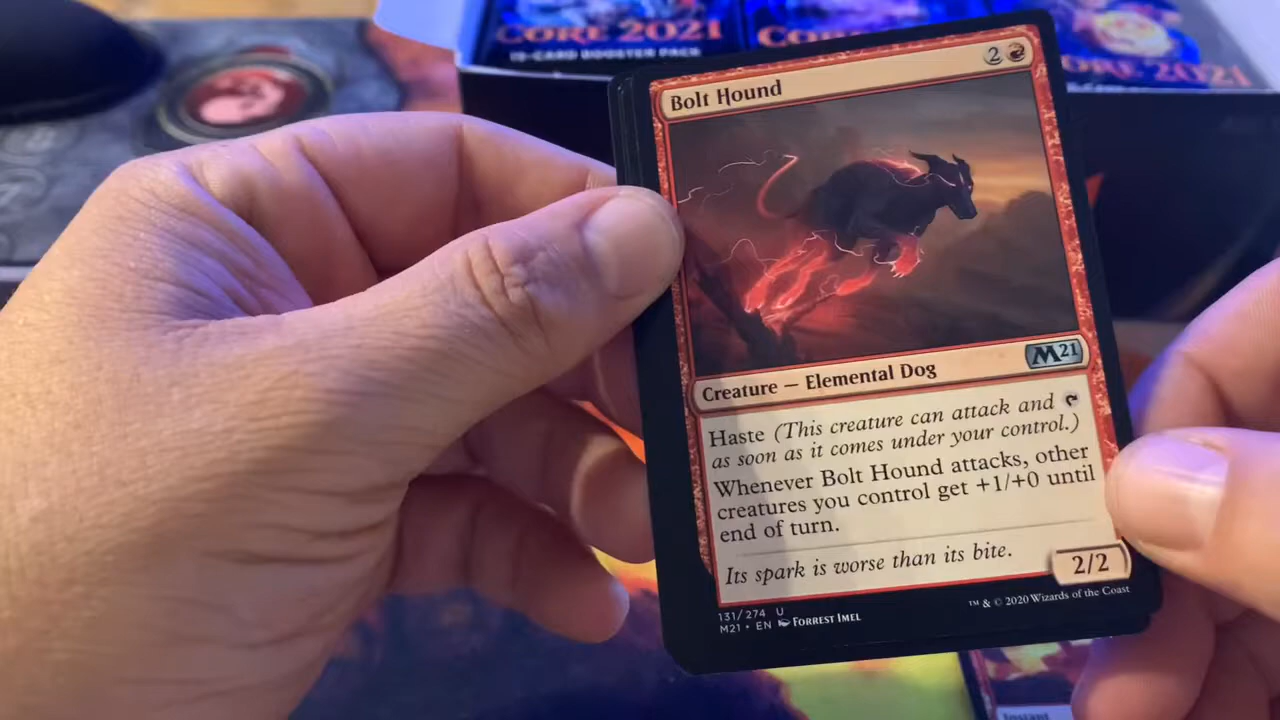 CORE 2021
15-CARD BOOSTER PACK
CORE 2021
Bolt Hound
2
M21
Creature — Elemental Dog
Haste (This creature can attack and
as soon as it comes under your control.)
Whenever Bolt Hound attacks, other
creatures you control get +1/+0 until
end of turn.
Its spark is worse than its bite.
2/2
131/274 U
M21 • EN FORREST IMEL
™ & © 2020 Wizards of the Coast
Instant